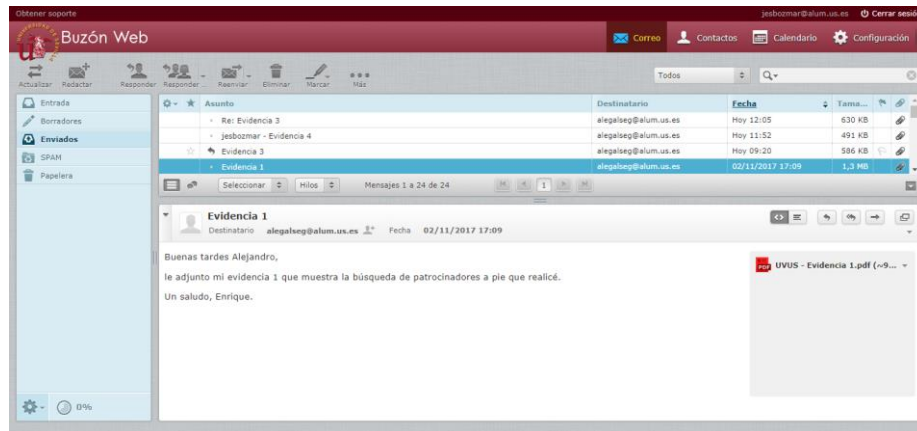 Obtener soporte
jesbozmar@alum.us.es Cerrar sesió
Buzón Web
Correo Contactos Calendario Configuración
Actualizar Redactar Responder Responder... Reenviar Eliminar Marcar Más
Todos
Entrada
Borradores
Enviados
SPAM
Papelera
Asunto Destinatario Fecha Tama...
Re: Evidencia 3 alegalseg@alum.us.es Hoy 12:05 630 KB
jesbozmar - Evidencia 4 alegalseg@alum.us.es Hoy 11:52 491 KB
Evidencia 3 alegalseg@alum.us.es Hoy 09:20 586 KB
Evidencia 1 alegalseg@alum.us.es 02/11/2017 17:09 1,3 MB
Seleccionar Hilos Mensajes 1 a 24 de 24 1
Evidencia 1
Destinatario alegalseg@alum.us.es Fecha 02/11/2017 17:09
Buenas tardes Alejandro,
le adjunto mi evidencia 1 que muestra la búsqueda de patrocinadores a pie que realicé.
Un saludo, Enrique.
PDF UVUS - Evidencia 1.pdf (~9...
0%